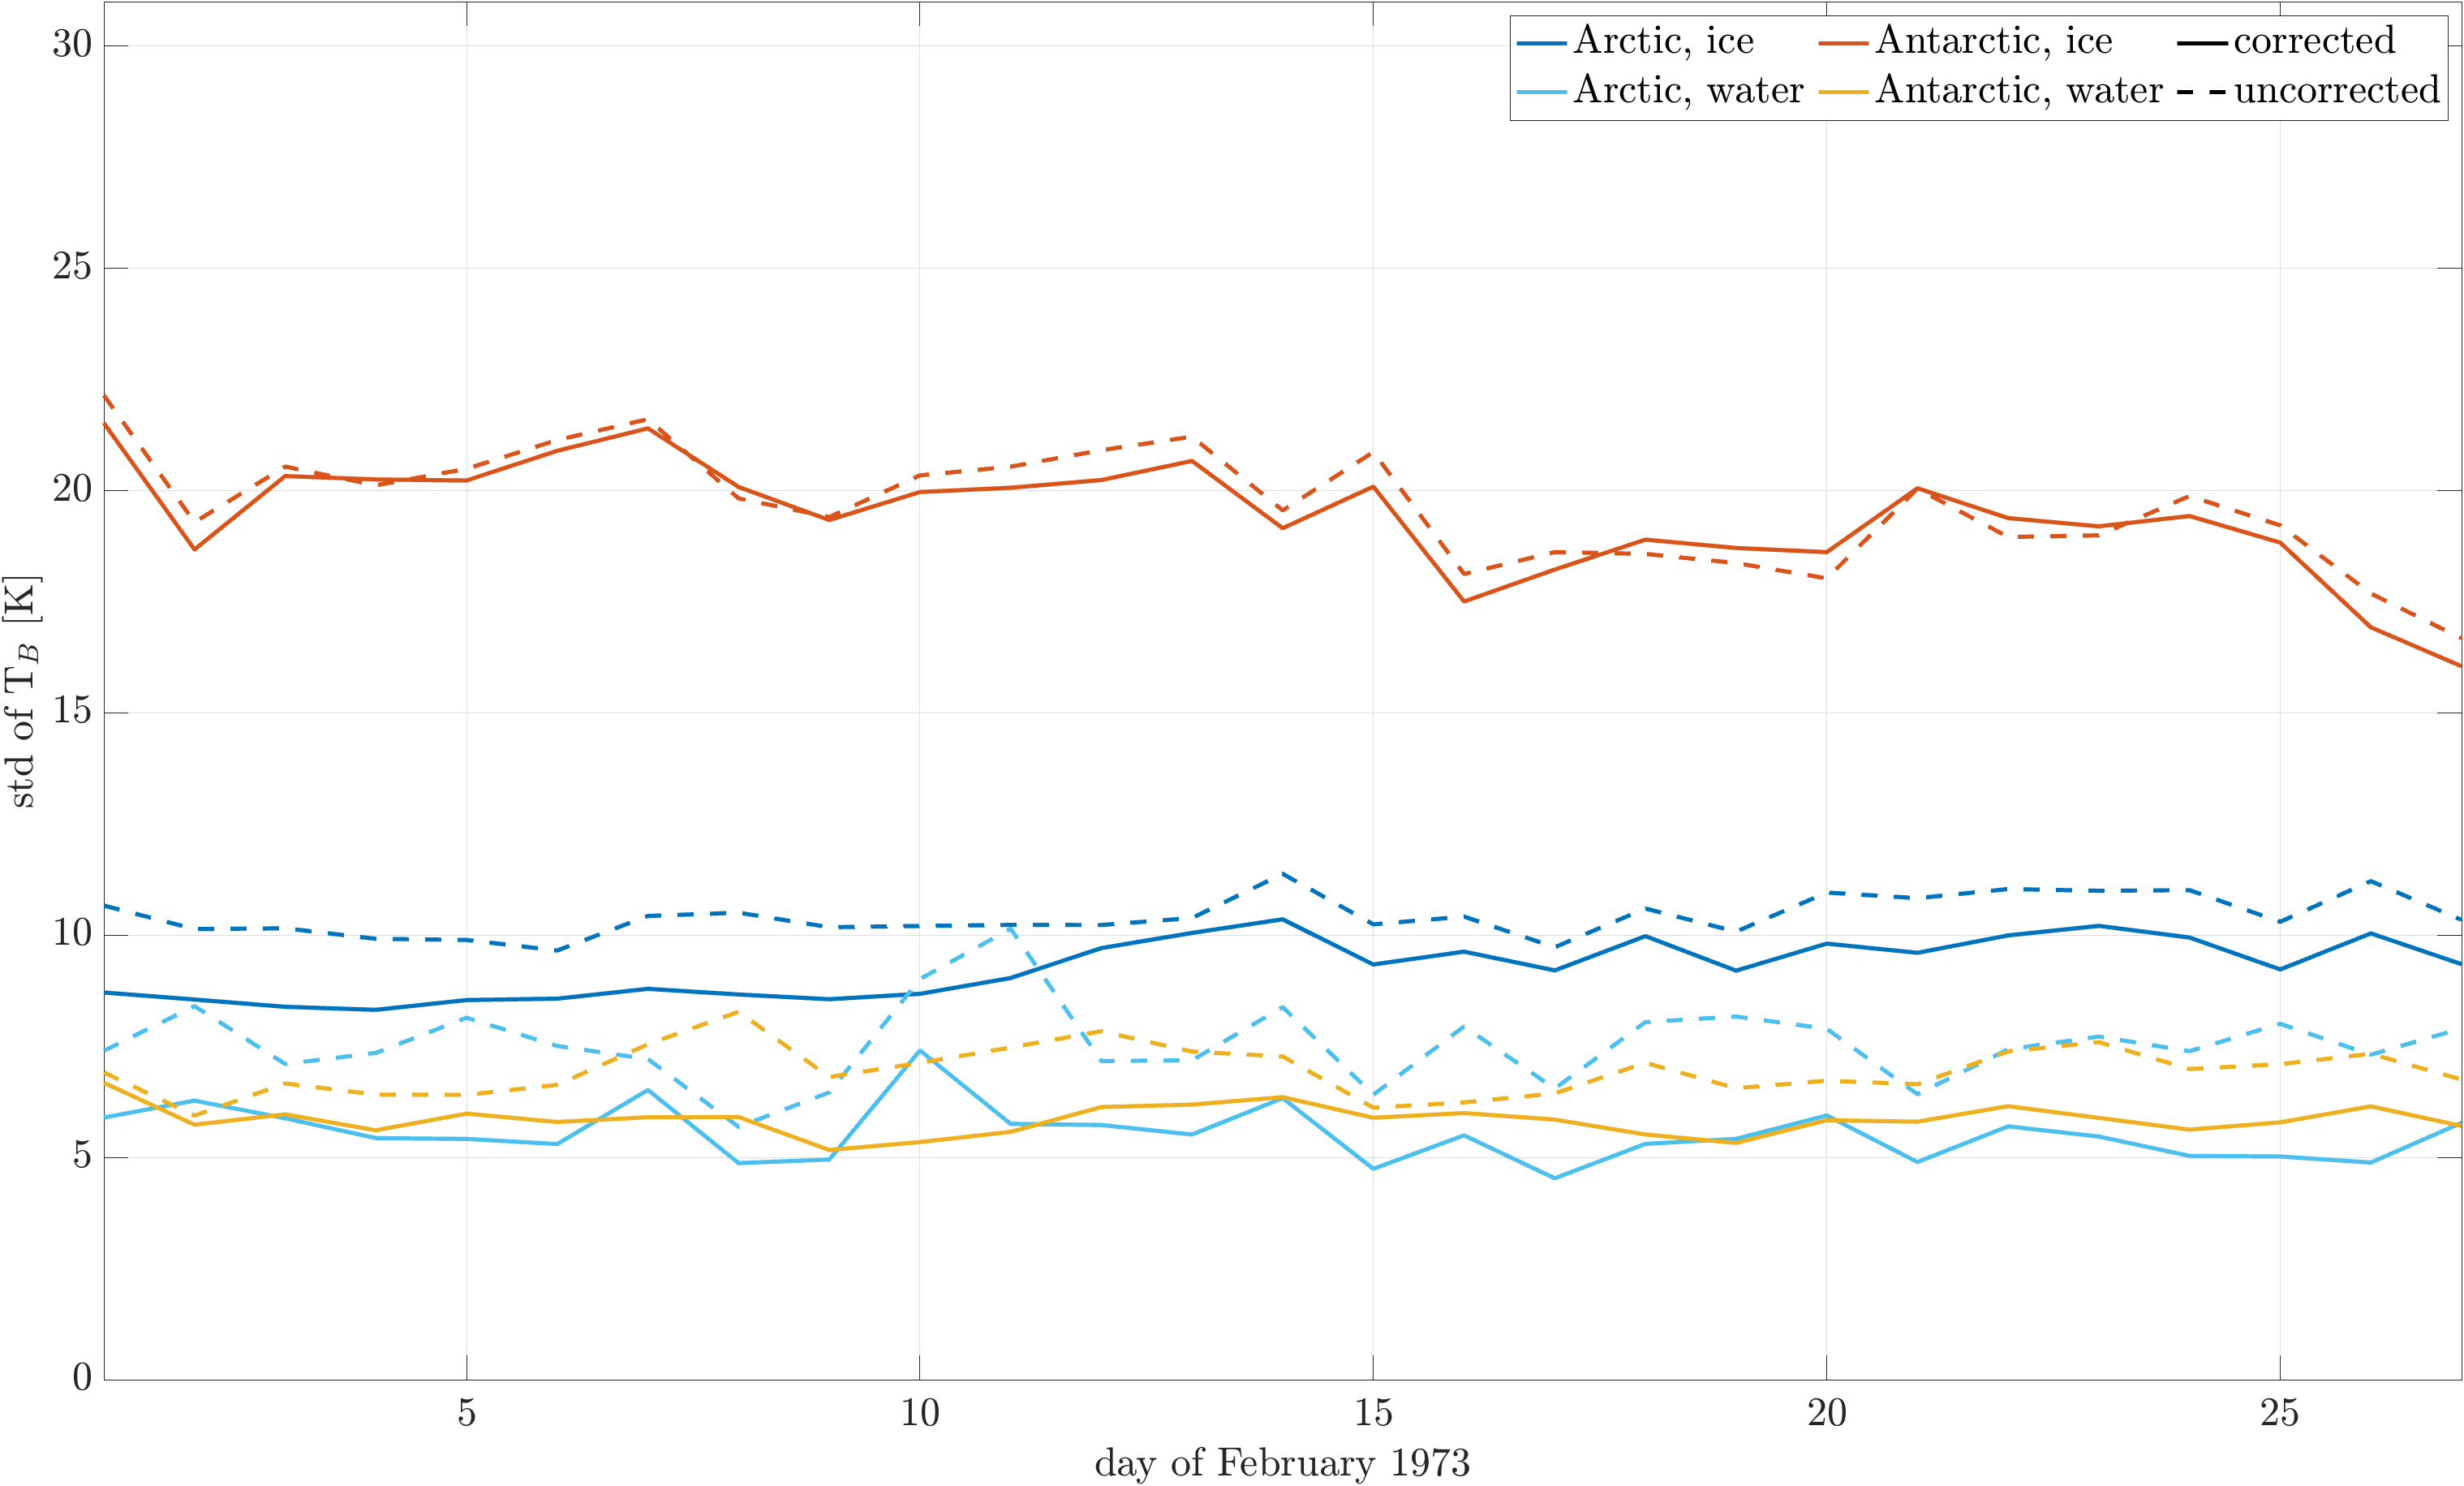 Arctic, ice Antarctic, ice corrected
Arctic, water Antarctic, water uncorrected
30
25
20
15
10
5
0
std of T_B [K]
5 10 15 20 25
day of February 1973